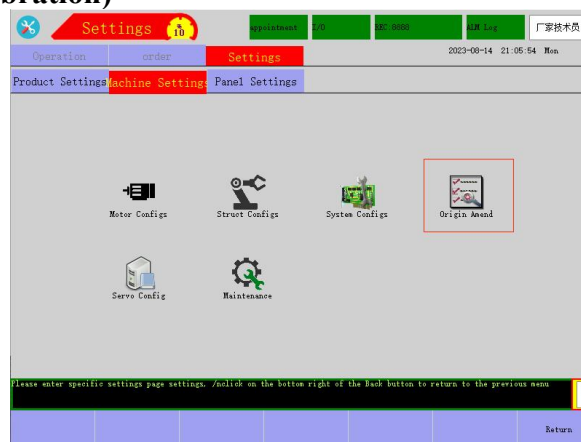 bration)
Settings 10 appointment I/O REC:8888 ALM Log 厂家技术员
Operation order Settings 2023-08-14 21:05:54 Mon
Product Settings Machine Settings Panel Settings
Motor Configs Struct Configs System Configs Origin Amend
Servo Config Maintenance
Please enter specific settings page settings, /nclick on the bottom right of the Back button to return to the previous menu
Return